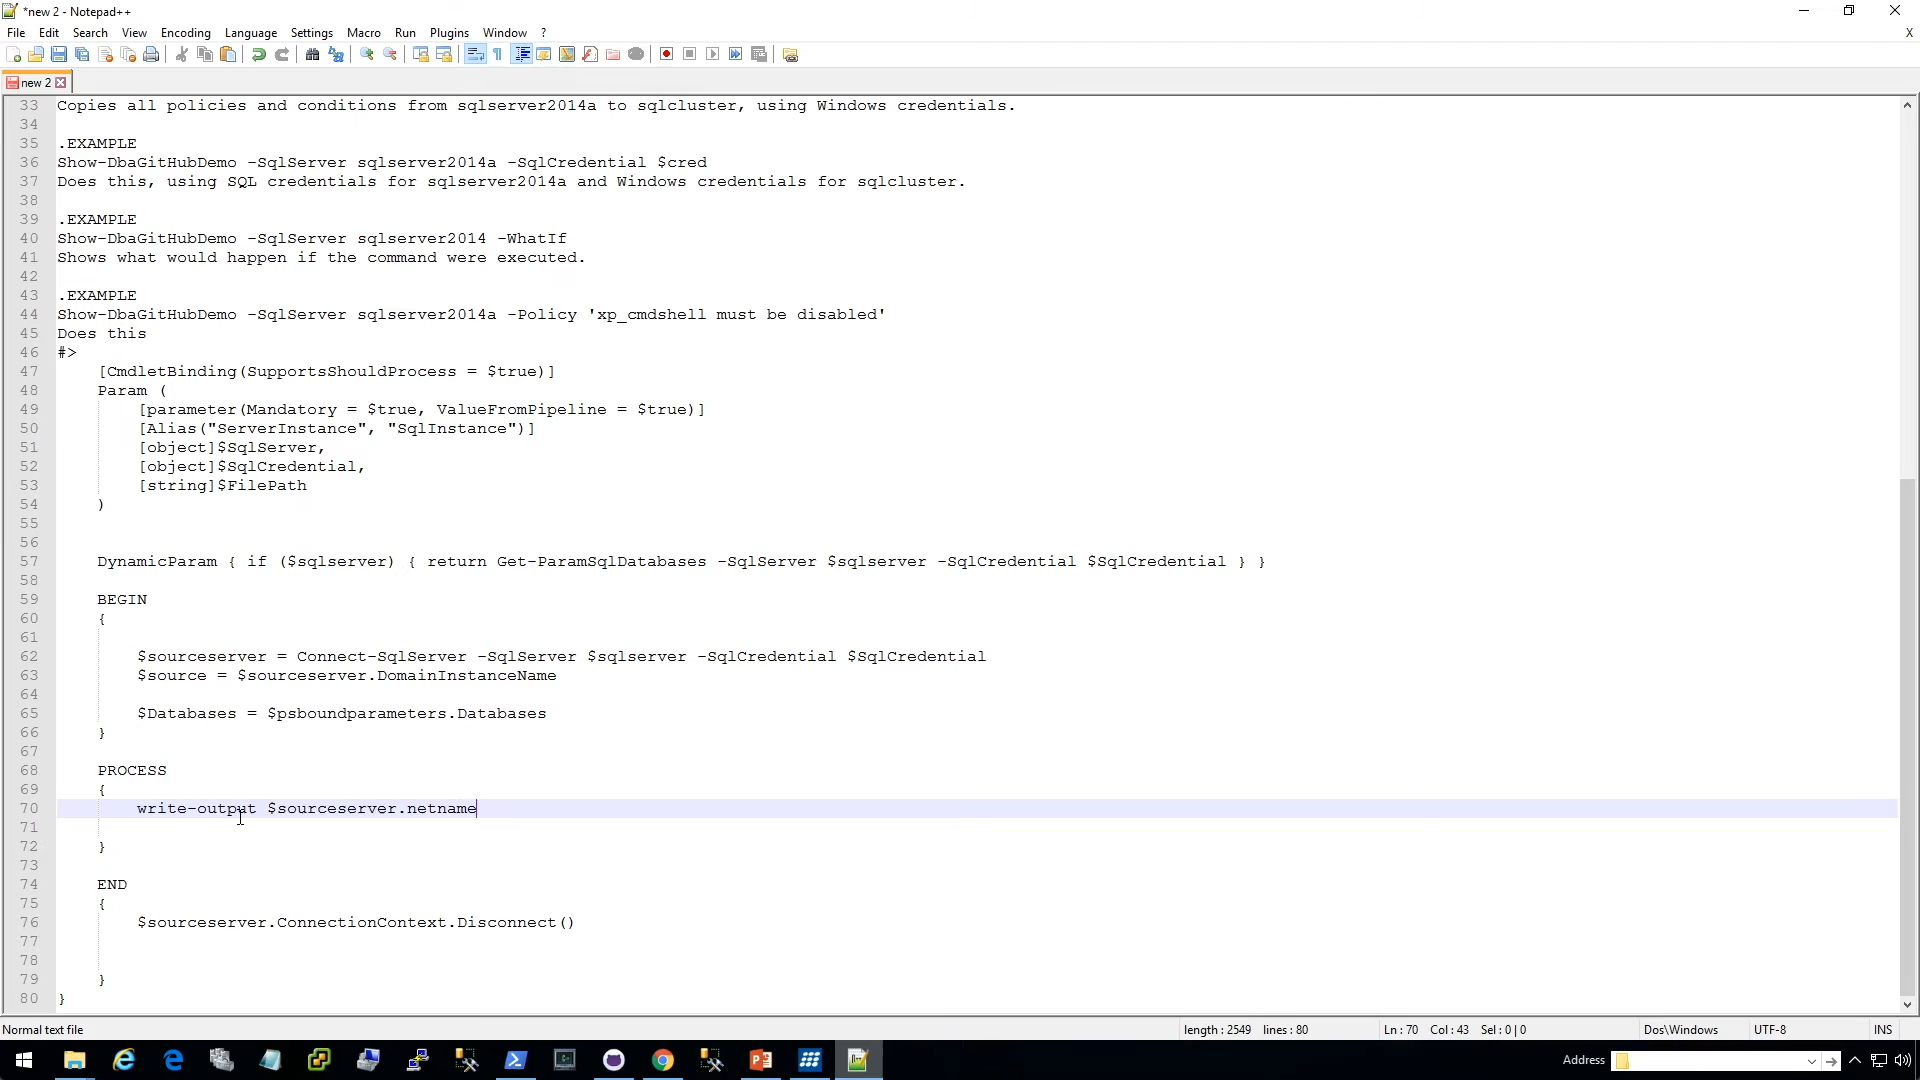 *new 2 - Notepad++
File Edit Search View Encoding Language Settings Macro Run Plugins Window ? X
new 2
33 Copies all policies and conditions from sqlserver2014a to sqlcluster, using Windows credentials.
34
35 .EXAMPLE
36 Show-DbaGitHubDemo -SqlServer sqlserver2014a -SqlCredential $cred
37 Does this, using SQL credentials for sqlserver2014a and Windows credentials for sqlcluster.
38
39 .EXAMPLE
40 Show-DbaGitHubDemo -SqlServer sqlserver2014 -WhatIf
41 Shows what would happen if the command were executed.
42
43 .EXAMPLE
44 Show-DbaGitHubDemo -SqlServer sqlserver2014a -Policy 'xp_cmdshell must be disabled'
45 Does this
46 #>
47 [CmdletBinding(SupportsShouldProcess = $true)]
48 Param (
49 [parameter(Mandatory = $true, ValueFromPipeline = $true)]
50 [Alias("ServerInstance", "SqlInstance")]
51 [object]$SqlServer,
52 [object]$SqlCredential,
53 [string]$FilePath
54 )
55
56
57 DynamicParam { if ($sqlserver) { return Get-ParamSqlDatabases -SqlServer $sqlserver -SqlCredential $SqlCredential } }
58
59 BEGIN
60 {
61
62 $sourceserver = Connect-SqlServer -SqlServer $sqlserver -SqlCredential $SqlCredential
63 $source = $sourceserver.DomainInstanceName
64
65 $Databases = $psboundparameters.Databases
66 }
67
68 PROCESS
69 {
70 write-output $sourceserver.netname
71
72 }
73
74 END
75 {
76 $sourceserver.ConnectionContext.Disconnect()
77
78
79 }
80 }
Normal text file length : 2549 lines : 80 Ln : 70 Col : 43 Sel : 0 | 0 Dos\Windows UTF-8 INS
Address